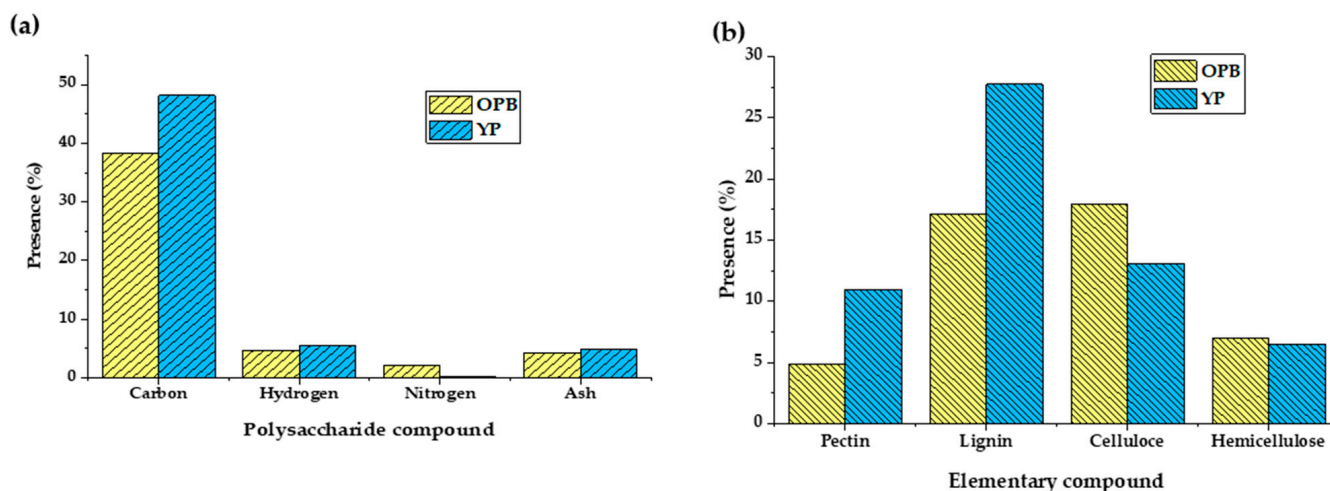 (a)
Presence (%)
50
40
30
20
10
0
OPB
YP
Carbon
Hydrogen
Nitrogen
Ash
Polysaccharide compound
(b)
Presence (%)
30
25
20
15
10
5
0
OPB
YP
Pectin
Lignin
Celluloce
Hemicellulose
Elementary compound